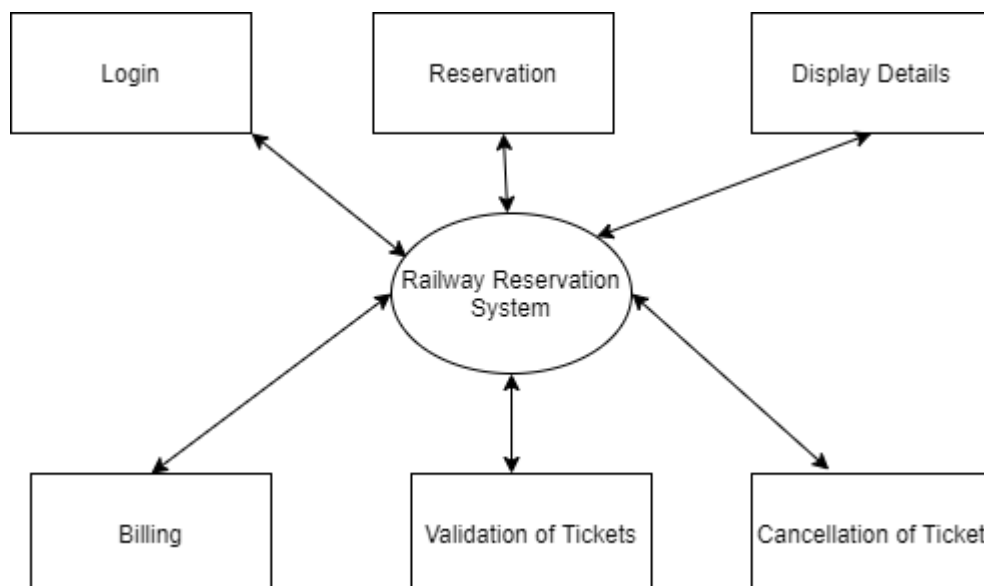 Login
Reservation
Display Details
Railway Reservation
System
Billing
Validation of Tickets
Cancellation of Ticket